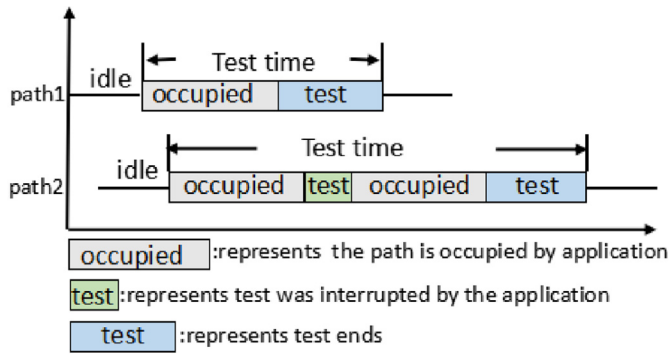 Test time
idle
path1
occupied
test
Test time
idle
path2
occupied
test
occupied
test
occupied :represents the path is occupied by application
test :represents test was interrupted by the application
test :represents test ends